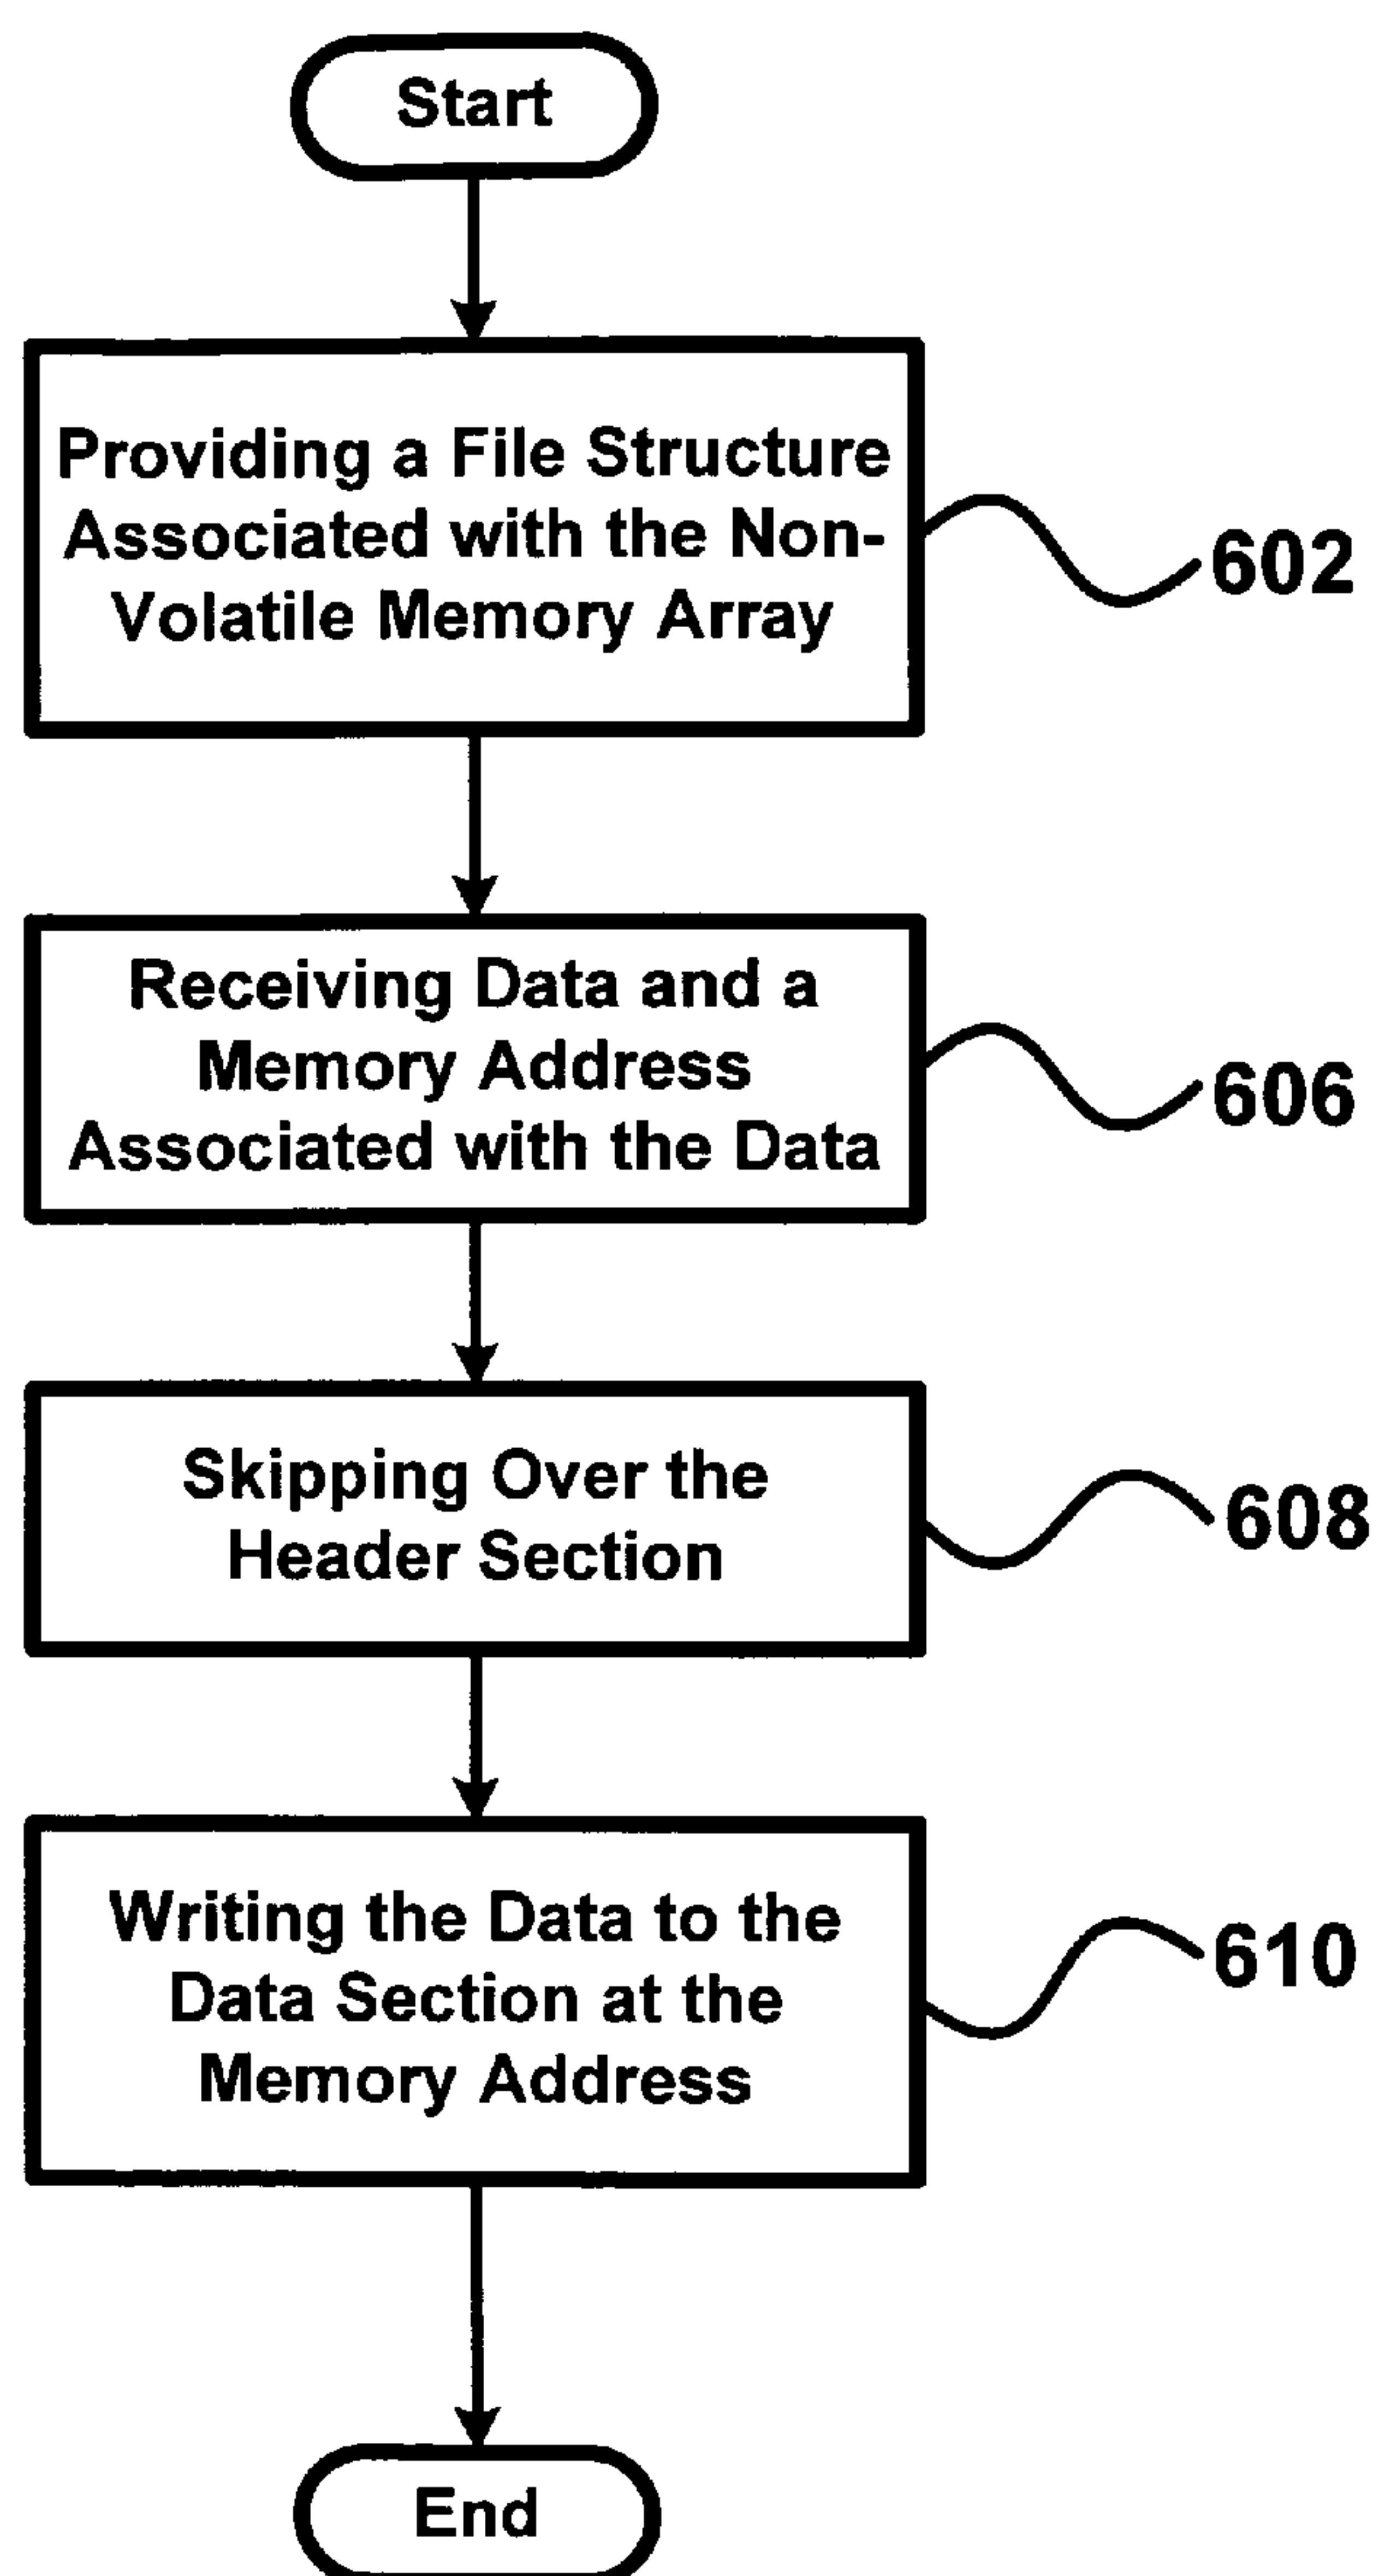 Start
Providing a File Structure
Associated with the Non-
Volatile Memory Array
602
Receiving Data and a
Memory Address
Associated with the Data
606
Skipping Over the
Header Section
608
Writing the Data to the
Data Section at the
Memory Address
610
End